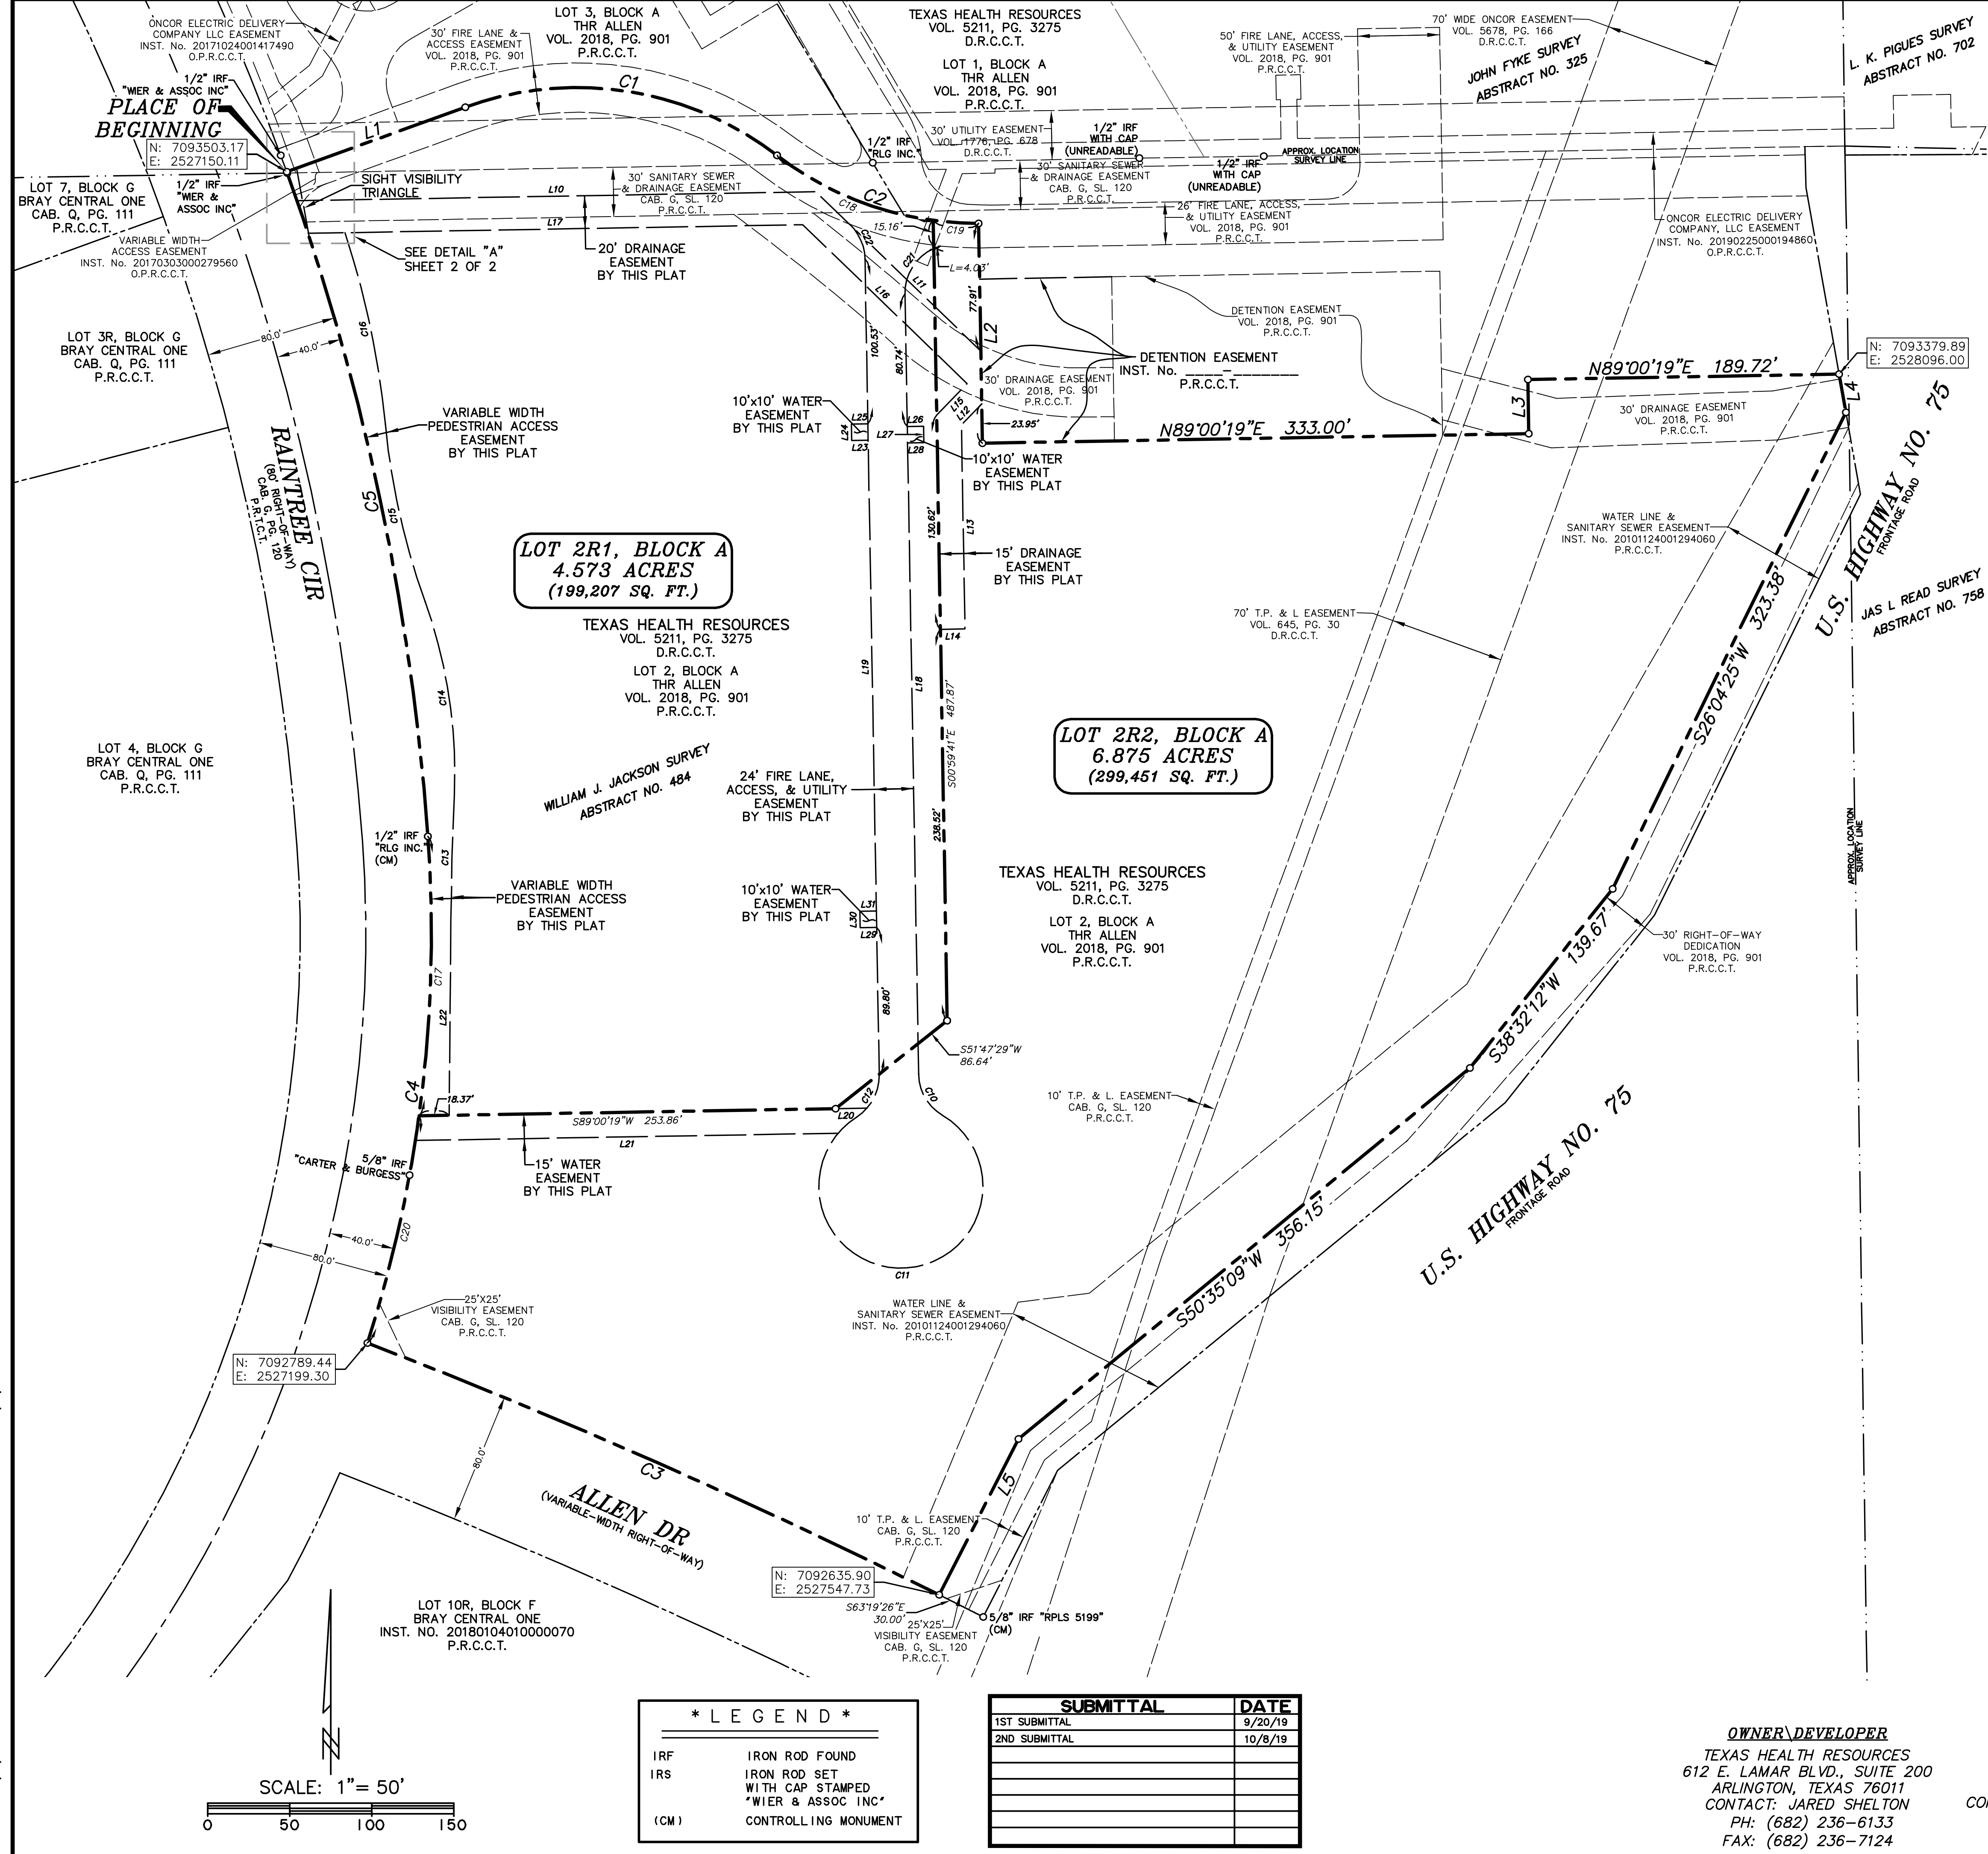 ONCOR ELECTRIC DELIVERY
COMPANY LLC EASEMENT
INST. No. 20171024001417490
O.P.R.C.C.T.
1/2" IRF
"WIER & ASSOC INC"
PLACE OF
BEGINNING
N: 7093503.17
E: 2527150.11
1/2" IRF
"WIER &
ASSOC INC"
30' FIRE LANE &
ACCESS EASEMENT
VOL. 2018, PG. 901
P.R.C.C.T.
LOT 3, BLOCK A
THR ALLEN
VOL. 2018, PG. 901
P.R.C.C.T.
L1
C1
TEXAS HEALTH RESOURCES
VOL. 5211, PG. 3275
D.R.C.C.T.
LOT 1, BLOCK A
THR ALLEN
VOL. 2018, PG. 901
P.R.C.C.T.
50' FIRE LANE, ACCESS,
& UTILITY EASEMENT
VOL. 2018, PG. 901
P.R.C.C.T.
70' WIDE ONCOR EASEMENT
VOL. 5678, PG. 166
D.R.C.C.T.
JOHN FYKE SURVEY
ABSTRACT NO. 325
L. K. PIGUES SURVEY
ABSTRACT NO. 702
1/2" IRF
"RLG INC."
30' UTILITY EASEMENT
VOL. 1776, PG. 678
D.R.C.C.T.
1/2" IRF
WITH CAP
(UNREADABLE)
1/2" IRF
WITH CAP
(UNREADABLE)
APPROX. LOCATION
SURVEY LINE
30' SANITARY SEWER
& DRAINAGE EASEMENT
CAB. G, SL. 120
P.R.C.C.T.
26' FIRE LANE, ACCESS,
& UTILITY EASEMENT
VOL. 2018, PG. 901
P.R.C.C.T.
LOT 7, BLOCK G
BRAY CENTRAL ONE
CAB. Q, PG. 111
P.R.C.C.T.
VARIABLE WIDTH
ACCESS EASEMENT
INST. No. 20170303000279560
O.P.R.C.C.T.
SIGHT VISIBILITY
TRIANGLE
SEE DETAIL "A"
SHEET 2 OF 2
L10
L17
30' SANITARY SEWER
& DRAINAGE EASEMENT
CAB. G, SL. 120
P.R.C.C.T.
20' DRAINAGE
EASEMENT
BY THIS PLAT
C18
C2
C22
15.16'
C19
C21
L=4.03'
L11
L16
77.91'
L2
100.53'
80.74'
ONCOR ELECTRIC DELIVERY
COMPANY, LLC EASEMENT
INST. No. 20190225000194860
O.P.R.C.C.T.
DETENTION EASEMENT
VOL. 2018, PG. 901
P.R.C.C.T.
DETENTION EASEMENT
INST. No. ____-_______
P.R.C.C.T.
N: 7093379.89
E: 2528096.00
LOT 3R, BLOCK G
BRAY CENTRAL ONE
CAB. Q, PG. 111
P.R.C.C.T.
80.0'
40.0'
C16
30' DRAINAGE EASEMENT
VOL. 2018, PG. 901
P.R.C.C.T.
N89°00'19"E 189.72'
L3
L4
30' DRAINAGE EASEMENT
VOL. 2018, PG. 901
P.R.C.C.T.
VARIABLE WIDTH
PEDESTRIAN ACCESS
EASEMENT
BY THIS PLAT
10'x10' WATER
EASEMENT
BY THIS PLAT
L25
L24
L23
L26
L27
L28
L15
L12
23.95'
N89°00'19"E 333.00'
10'x10' WATER
EASEMENT
BY THIS PLAT
RAINTREE CIR
(80' RIGHT-OF-WAY)
CAB. G, PG. 120
P.R.T.C.T.
C5
C15
130.62'
L13
LOT 2R1, BLOCK A
4.573 ACRES
(199,207 SQ. FT.)
15' DRAINAGE
EASEMENT
BY THIS PLAT
WATER LINE &
SANITARY SEWER EASEMENT
INST. No. 20101124001294060
P.R.C.C.T.
U.S. HIGHWAY NO. 75
FRONTAGE ROAD
JAS L READ SURVEY
ABSTRACT NO. 758
TEXAS HEALTH RESOURCES
VOL. 5211, PG. 3275
D.R.C.C.T.
LOT 2, BLOCK A
THR ALLEN
VOL. 2018, PG. 901
P.R.C.C.T.
70' T.P. & L EASEMENT
VOL. 645, PG. 30
D.R.C.C.T.
L14
L19
L18
C14
S00°59'41"E 487.87'
S26°04'25"W 323.38'
LOT 4, BLOCK G
BRAY CENTRAL ONE
CAB. Q, PG. 111
P.R.C.C.T.
WILLIAM J. JACKSON SURVEY
ABSTRACT NO. 484
24' FIRE LANE,
ACCESS, & UTILITY
EASEMENT
BY THIS PLAT
LOT 2R2, BLOCK A
6.875 ACRES
(299,451 SQ. FT.)
238.52'
1/2" IRF
"RLG INC."
(CM)
C13
APPROX. LOCATION
SURVEY LINE
VARIABLE WIDTH
PEDESTRIAN ACCESS
EASEMENT
BY THIS PLAT
10'x10' WATER
EASEMENT
BY THIS PLAT
L31
L30
L29
TEXAS HEALTH RESOURCES
VOL. 5211, PG. 3275
D.R.C.C.T.
LOT 2, BLOCK A
THR ALLEN
VOL. 2018, PG. 901
P.R.C.C.T.
30' RIGHT-OF-WAY
DEDICATION
VOL. 2018, PG. 901
P.R.C.C.T.
S38°32'12"W 139.67'
C17
L22
89.80'
S51°47'29"W
86.64'
C4
18.37'
S89°00'19"W 253.86'
L20
C12
C10
L21
10' T.P. & L. EASEMENT
CAB. G, SL. 120
P.R.C.C.T.
U.S. HIGHWAY NO. 75
FRONTAGE ROAD
5/8" IRF
"CARTER & BURGESS"
15' WATER
EASEMENT
BY THIS PLAT
C20
40.0'
80.0'
C11
S50°35'09"W 356.15'
25'X25'
VISIBILITY EASEMENT
CAB. G, SL. 120
P.R.C.C.T.
WATER LINE &
SANITARY SEWER EASEMENT
INST. No. 20101124001294060
P.R.C.C.T.
N: 7092789.44
E: 2527199.30
80.0'
C3
L5
ALLEN DR
(VARIABLE-WIDTH RIGHT-OF-WAY)
10' T.P. & L. EASEMENT
CAB. G, SL. 120
P.R.C.C.T.
N: 7092635.90
E: 2527547.73
S63°19'26"E
30.00'
25'X25'
VISIBILITY EASEMENT
CAB. G, SL. 120
P.R.C.C.T.
5/8" IRF "RPLS 5199"
(CM)
LOT 10R, BLOCK F
BRAY CENTRAL ONE
INST. NO. 20180104010000070
P.R.C.C.T.
N
SCALE: 1"= 50'
0 50 100 150
* L E G E N D *
IRF IRON ROD FOUND
IRS IRON ROD SET
WITH CAP STAMPED
"WIER & ASSOC INC"
(CM) CONTROLLING MONUMENT
SUBMITTAL DATE
1ST SUBMITTAL 9/20/19
2ND SUBMITTAL 10/8/19
OWNER\DEVELOPER
TEXAS HEALTH RESOURCES
612 E. LAMAR BLVD., SUITE 200
ARLINGTON, TEXAS 76011
CONTACT: JARED SHELTON
PH: (682) 236-6133
FAX: (682) 236-7124